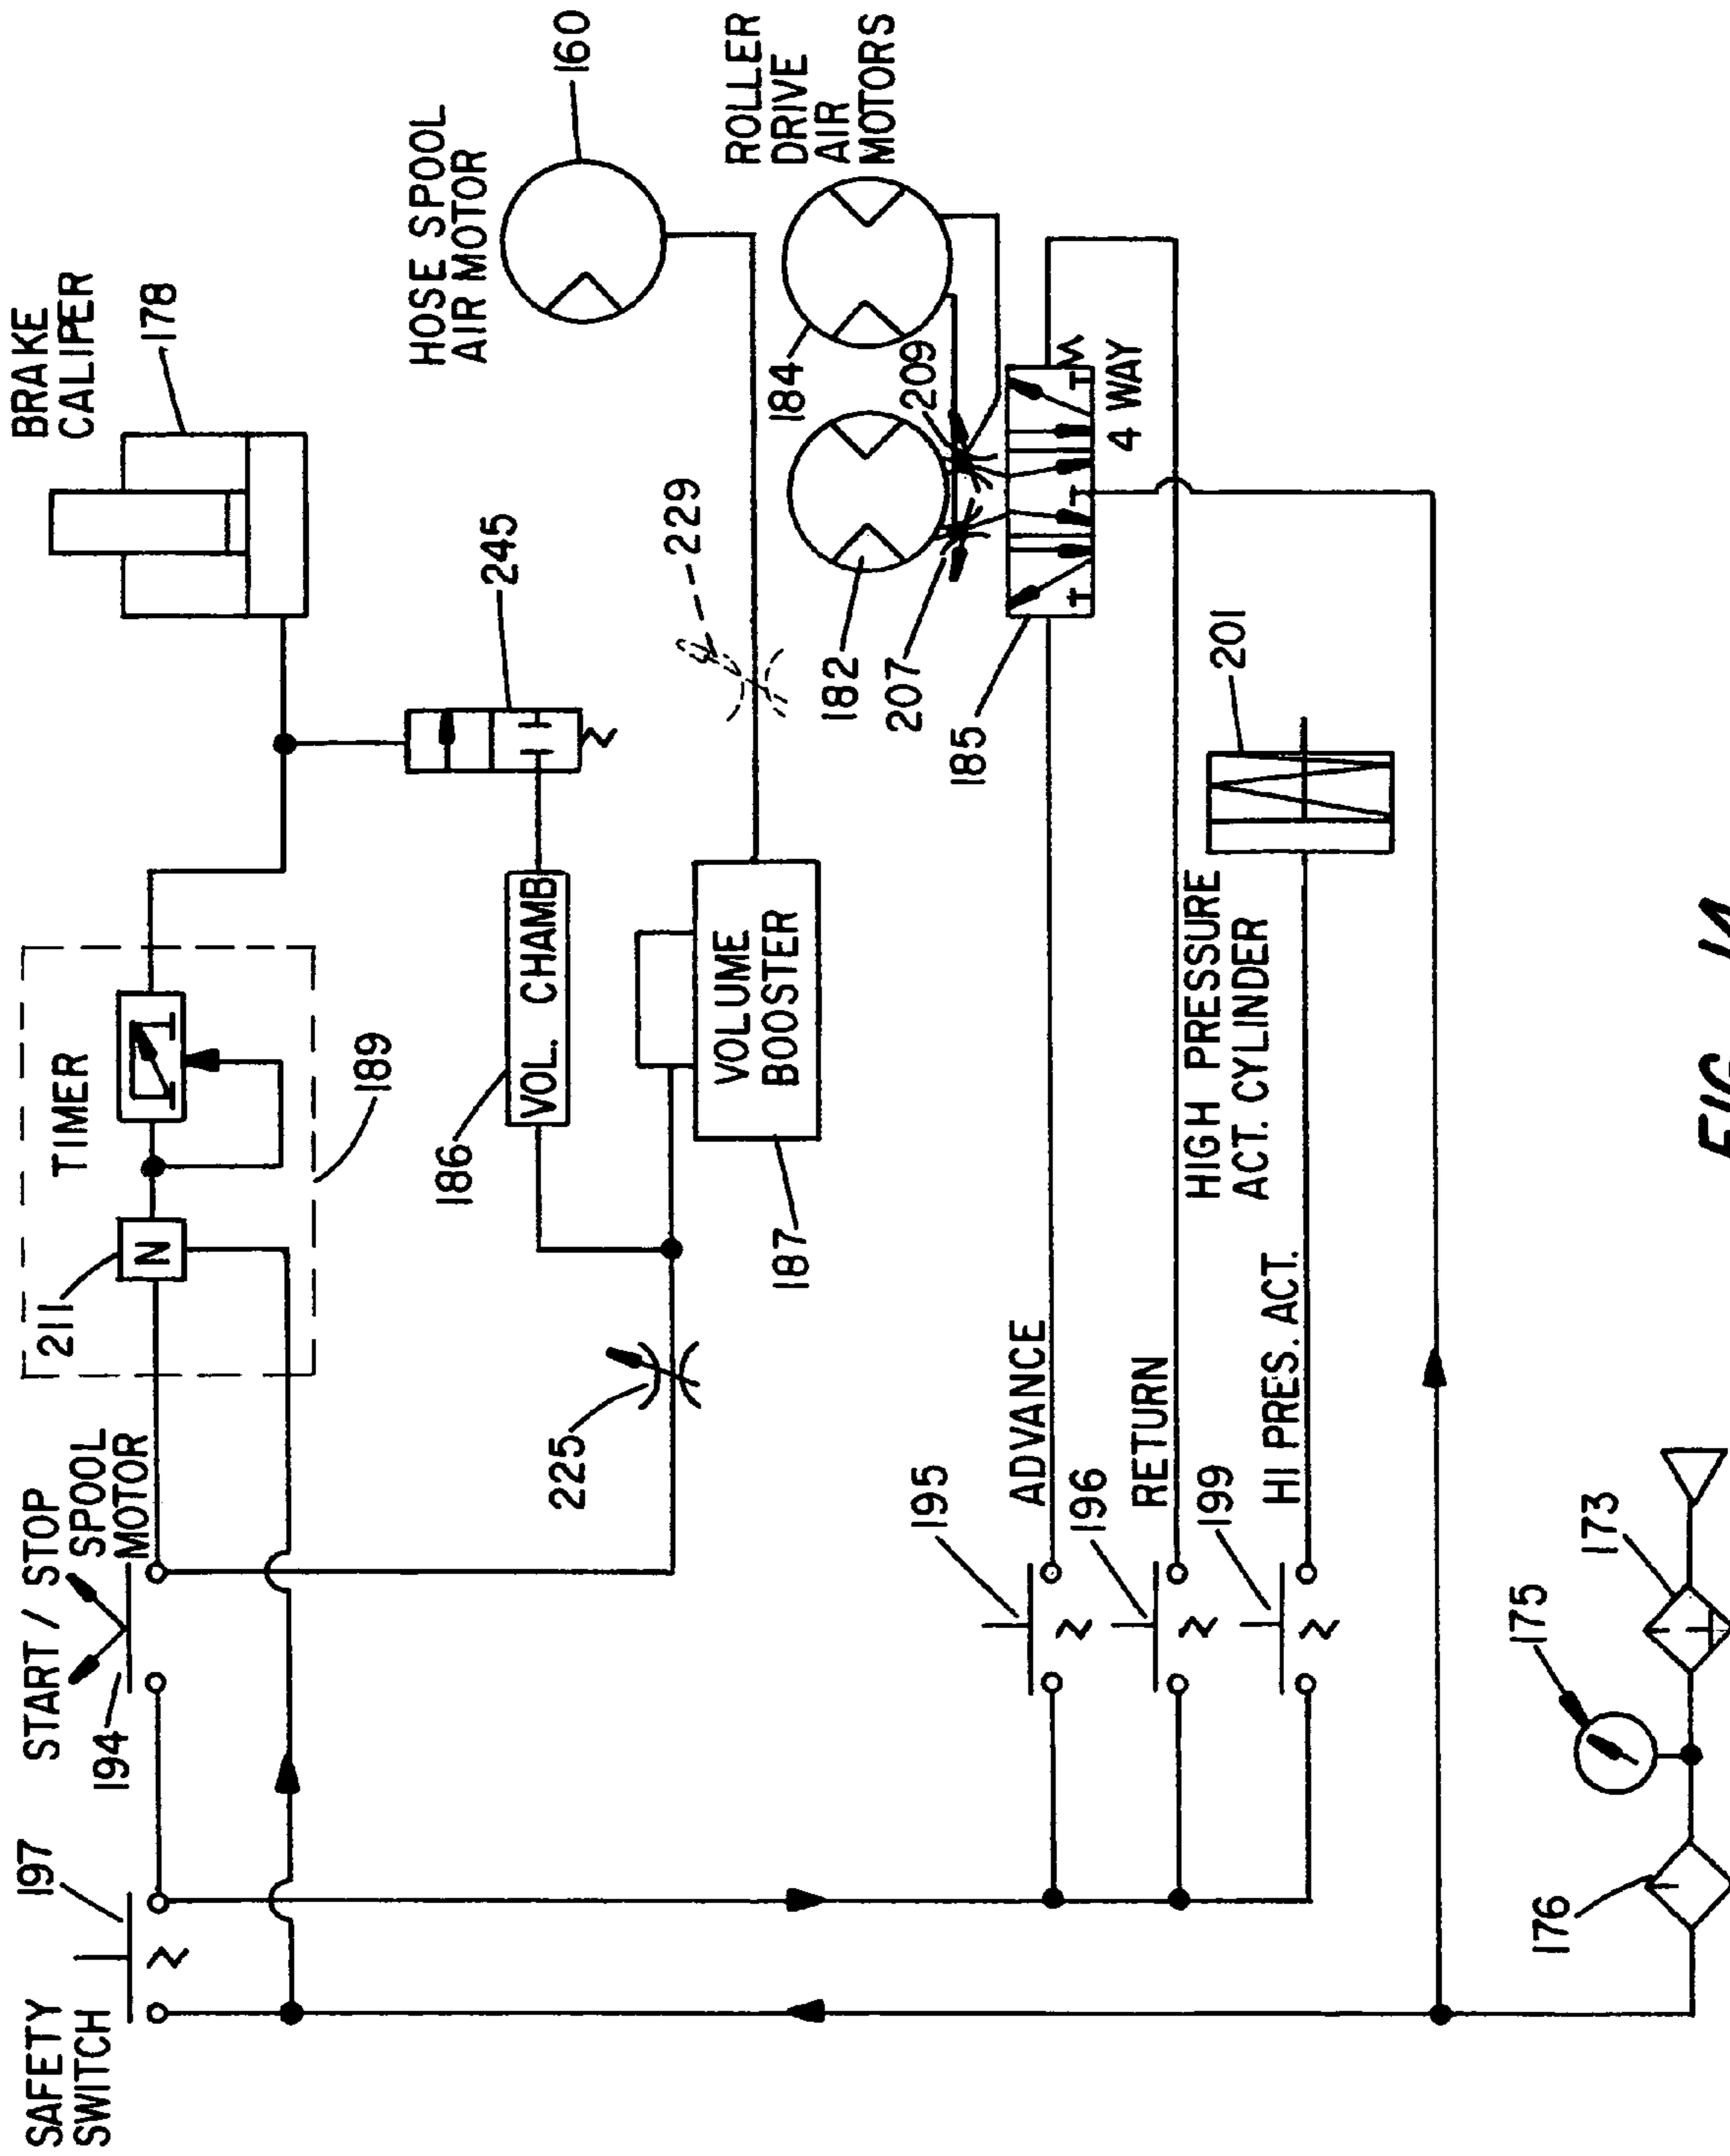 SAFETY
SWITCH
197
START / STOP
SPOOL
MOTOR
194
211
TIMER
189
BRAKE
CALIPER
178
245
186
VOL. CHAMB
225
187
VOLUME
BOOSTER
229
HOSE SPOOL
AIR MOTOR
160
ROLLER
DRIVE
AIR
MOTORS
184
182
209
207
185
4 WAY
195
ADVANCE
196
RETURN
199
HI PRES. ACT.
HIGH PRESSURE
ACT. CYLINDER
201
176
175
173
N
T
T
T
FIG. 14